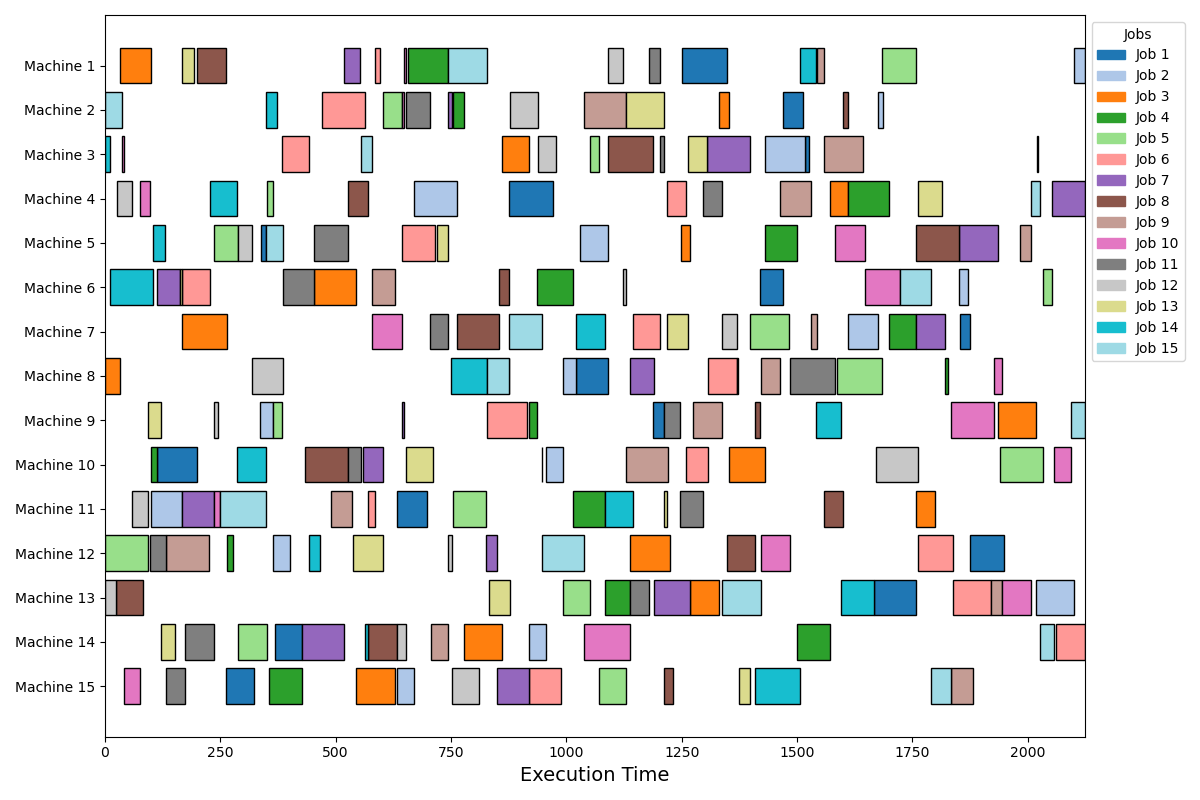 Machine 1
Machine 2
Machine 3
Machine 4
Machine 5
Machine 6
Machine 7
Machine 8
Machine 9
Machine 10
Machine 11
Machine 12
Machine 13
Machine 14
Machine 15
0 250 500 750 1000 1250 1500 1750 2000
Execution Time
Jobs
Job 1
Job 2
Job 3
Job 4
Job 5
Job 6
Job 7
Job 8
Job 9
Job 10
Job 11
Job 12
Job 13
Job 14
Job 15